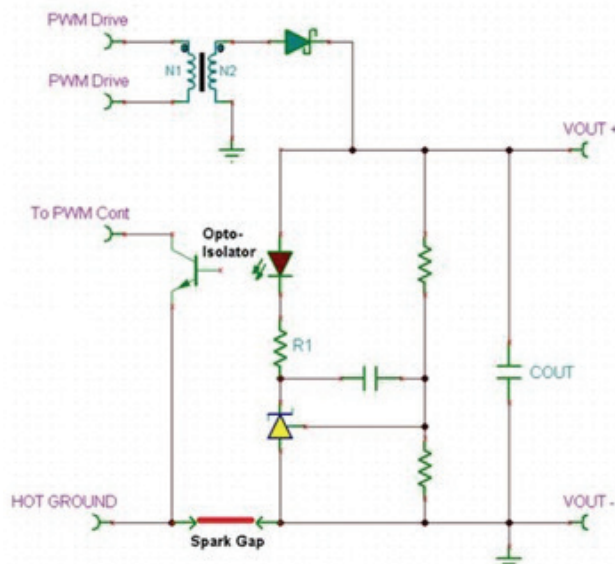 PWM Drive
N1 N2
PWM Drive
VOUT +
To PWM Cont
Opto-
Isolator
R1
COUT
HOT GROUND
Spark Gap
VOUT -